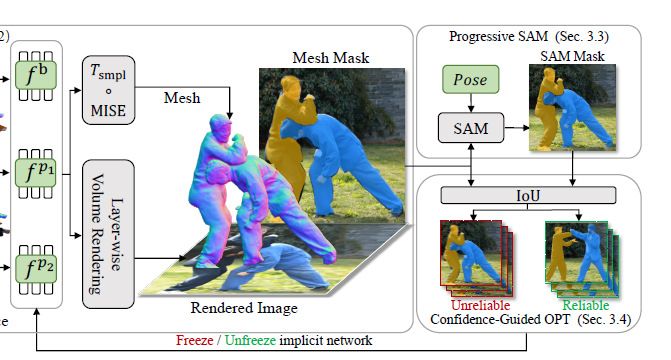 2)
f^b
f^p1
f^p2
T_smpl
∘
MISE
Mesh
Layer-wise
Volume Rendering
Mesh Mask
Rendered Image
Progressive SAM (Sec. 3.3)
SAM Mask
Pose
SAM
IoU
Unreliable
Reliable
Confidence-Guided OPT (Sec. 3.4)
ce
Freeze / Unfreeze implicit network